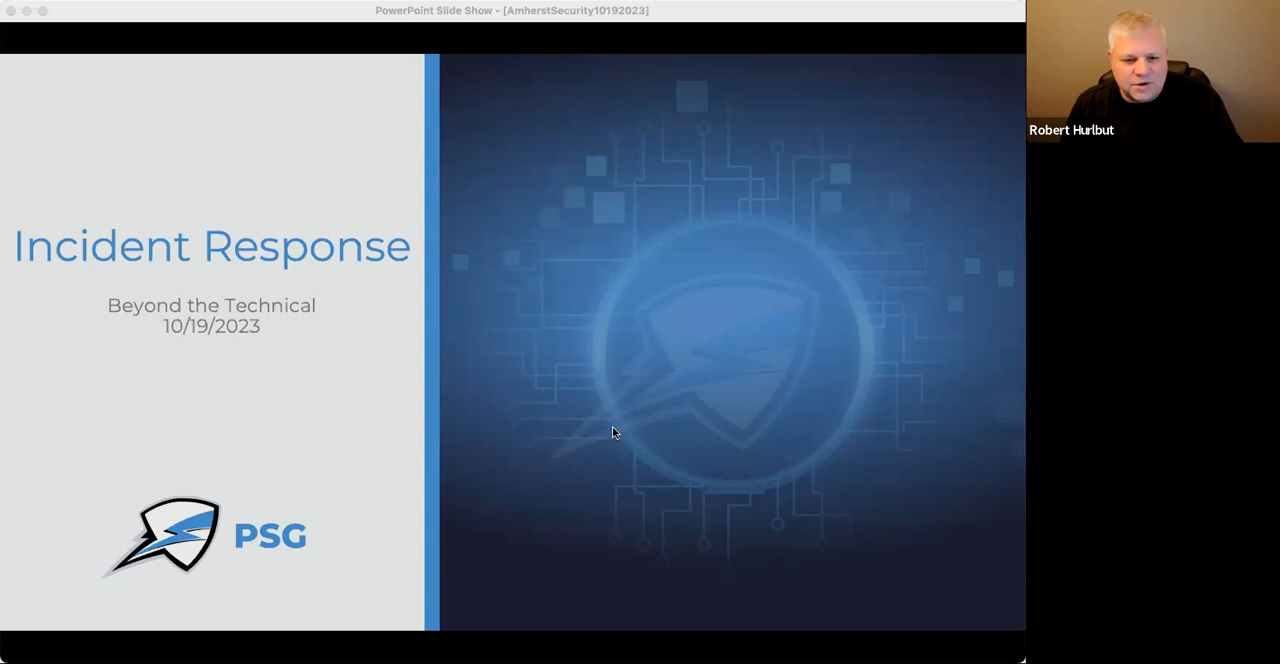 PowerPoint Slide Show - [AmherstSecurity10192023]
Incident Response
Beyond the Technical
10/19/2023
PSG
Robert Hurlbut